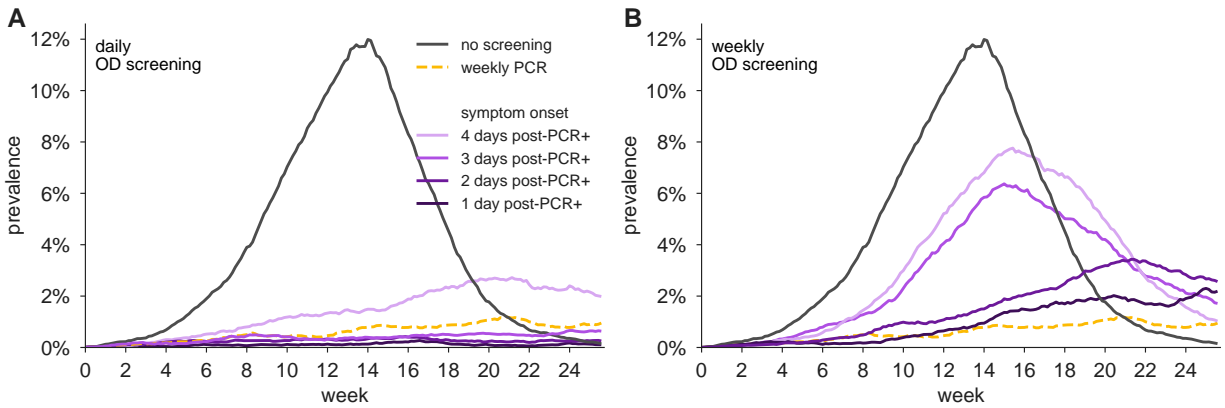 A
daily
OD screening
no screening
weekly PCR
symptom onset
4 days post-PCR+
3 days post-PCR+
2 days post-PCR+
1 day post-PCR+
prevalence
12%
10%
8%
6%
4%
2%
0%
0 2 4 6 8 10 12 14 16 18 20 22 24
week
B
weekly
OD screening
prevalence
12%
10%
8%
6%
4%
2%
0%
0 2 4 6 8 10 12 14 16 18 20 22 24
week